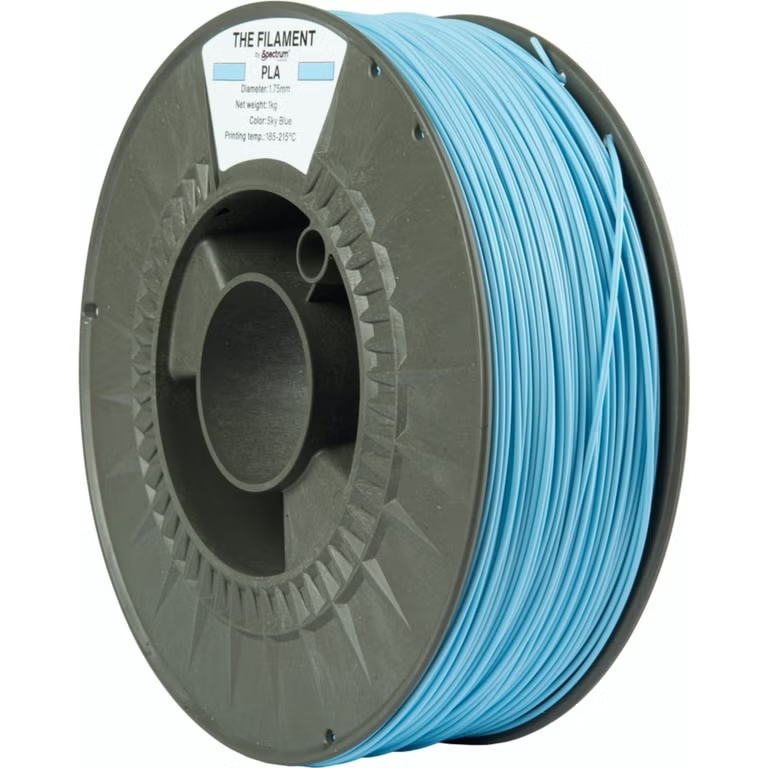 THE FILAMENT
by Spectrum
PLA
Diameter: 1.75mm
Net weight: 1kg
Color: Sky Blue
Printing temp.: 185-215°C